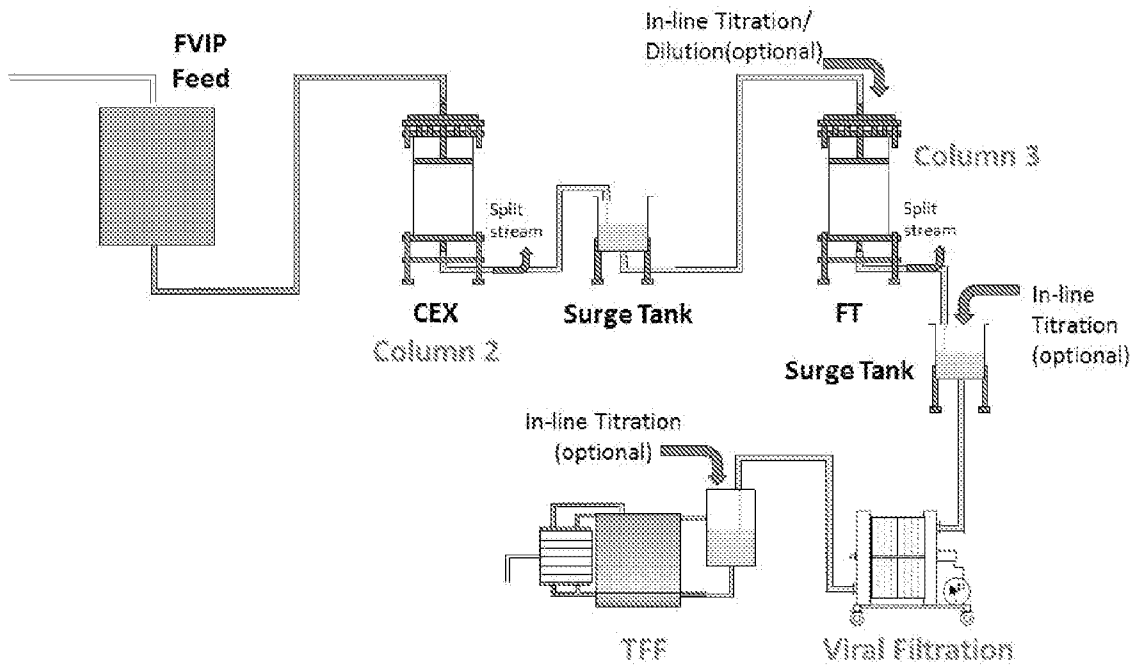 FVIP
Feed
In-line Titration/
Dilution(optional)
Column 3
Split
stream
Split
stream
CEX
Column 2
Surge Tank
FT
In-line
Titration
(optional)
Surge Tank
In-line Titration
(optional)
TFF
Viral Filtration